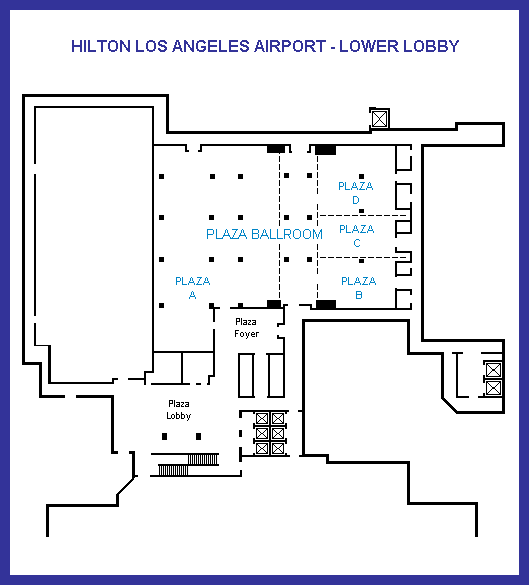 HILTON LOS ANGELES AIRPORT - LOWER LOBBY
PLAZA
D
PLAZA BALLROOM
PLAZA
C
PLAZA
A
PLAZA
B
Plaza
Foyer
Plaza
Lobby